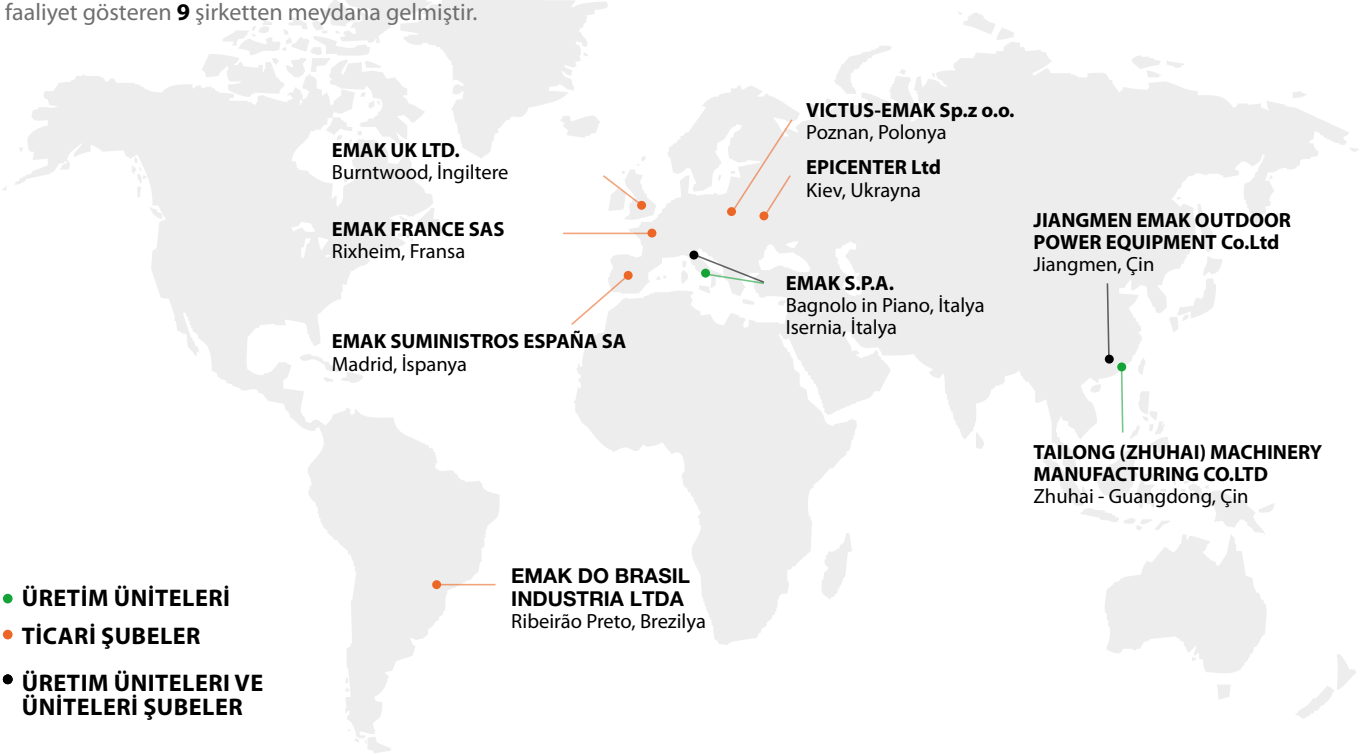 faaliyet gösteren 9 şirketten meydana gelmiştir.
VICTUS-EMAK Sp.z o.o.
Poznan, Polonya
EMAK UK LTD.
Burntwood, İngiltere
EPICENTER Ltd
Kiev, Ukrayna
EMAK FRANCE SAS
Rixheim, Fransa
JIANGMEN EMAK OUTDOOR
POWER EQUIPMENT Co.Ltd
Jiangmen, Çin
EMAK S.P.A.
Bagnolo in Piano, İtalya
Isernia, İtalya
EMAK SUMINISTROS ESPAÑA SA
Madrid, İspanya
TAILONG (ZHUHAI) MACHINERY
MANUFACTURING CO.LTD
Zhuhai - Guangdong, Çin
EMAK DO BRASIL
INDUSTRIA LTDA
Ribeirão Preto, Brezilya
ÜRETİM ÜNİTELERİ
TİCARİ ŞUBELER
ÜRETIM ÜNITELERI VE
ÜNİTELERİ ŞUBELER